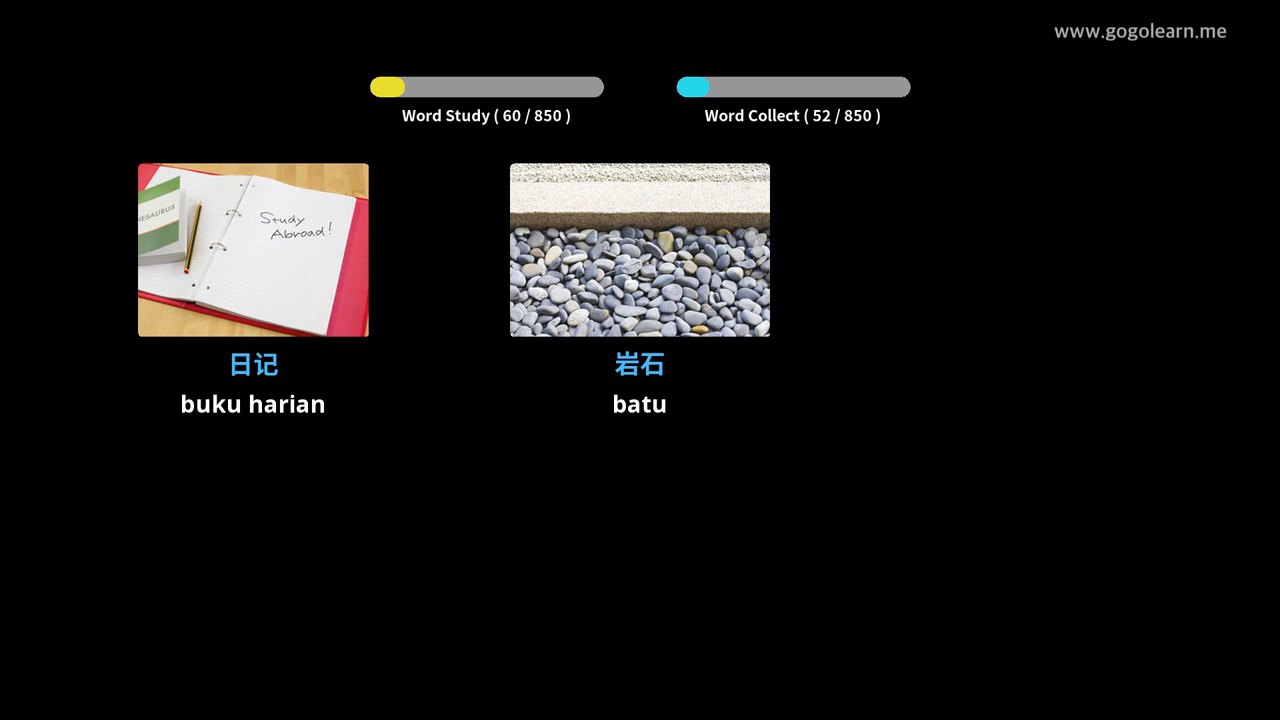 www.gogolearn.me
Word Study ( 60 / 850 )
Word Collect ( 52 / 850 )
HESAURUS
Study
Abroad!
日记
buku harian
岩石
batu